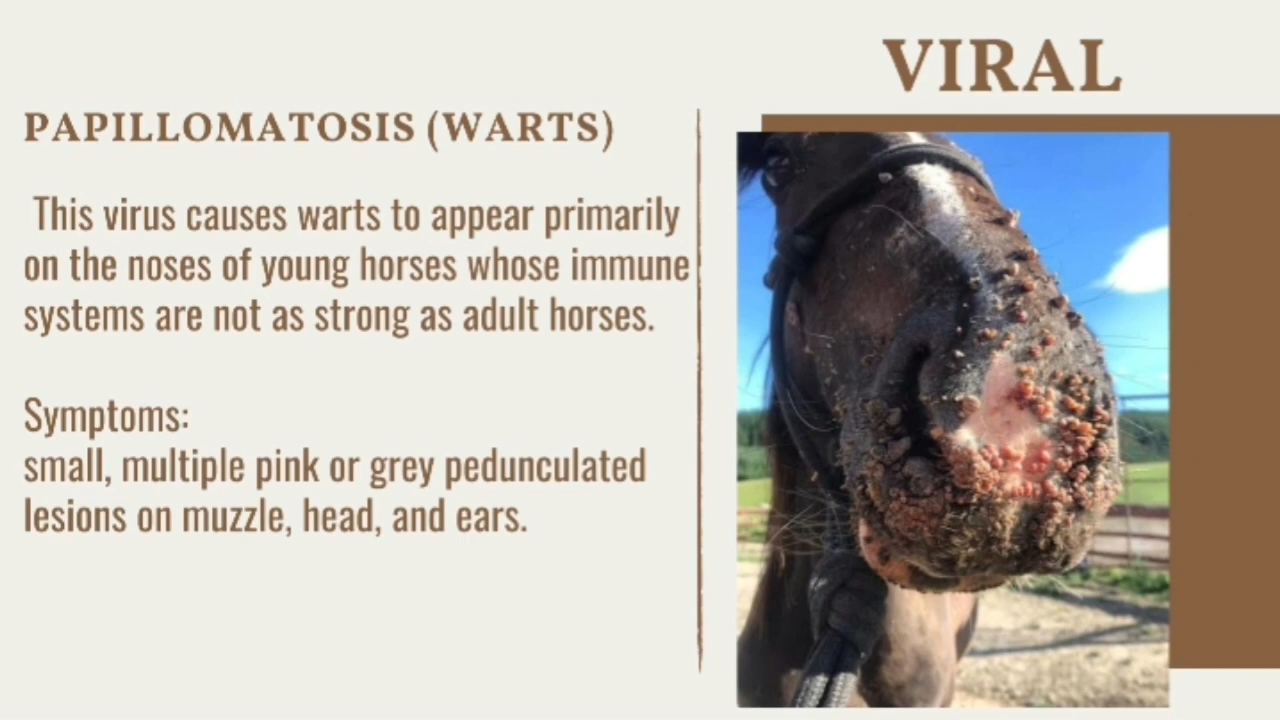 VIRAL
PAPILLOMATOSIS (WARTS)
This virus causes warts to appear primarily
on the noses of young horses whose immune
systems are not as strong as adult horses.
Symptoms:
small, multiple pink or grey pedunculated
lesions on muzzle, head, and ears.